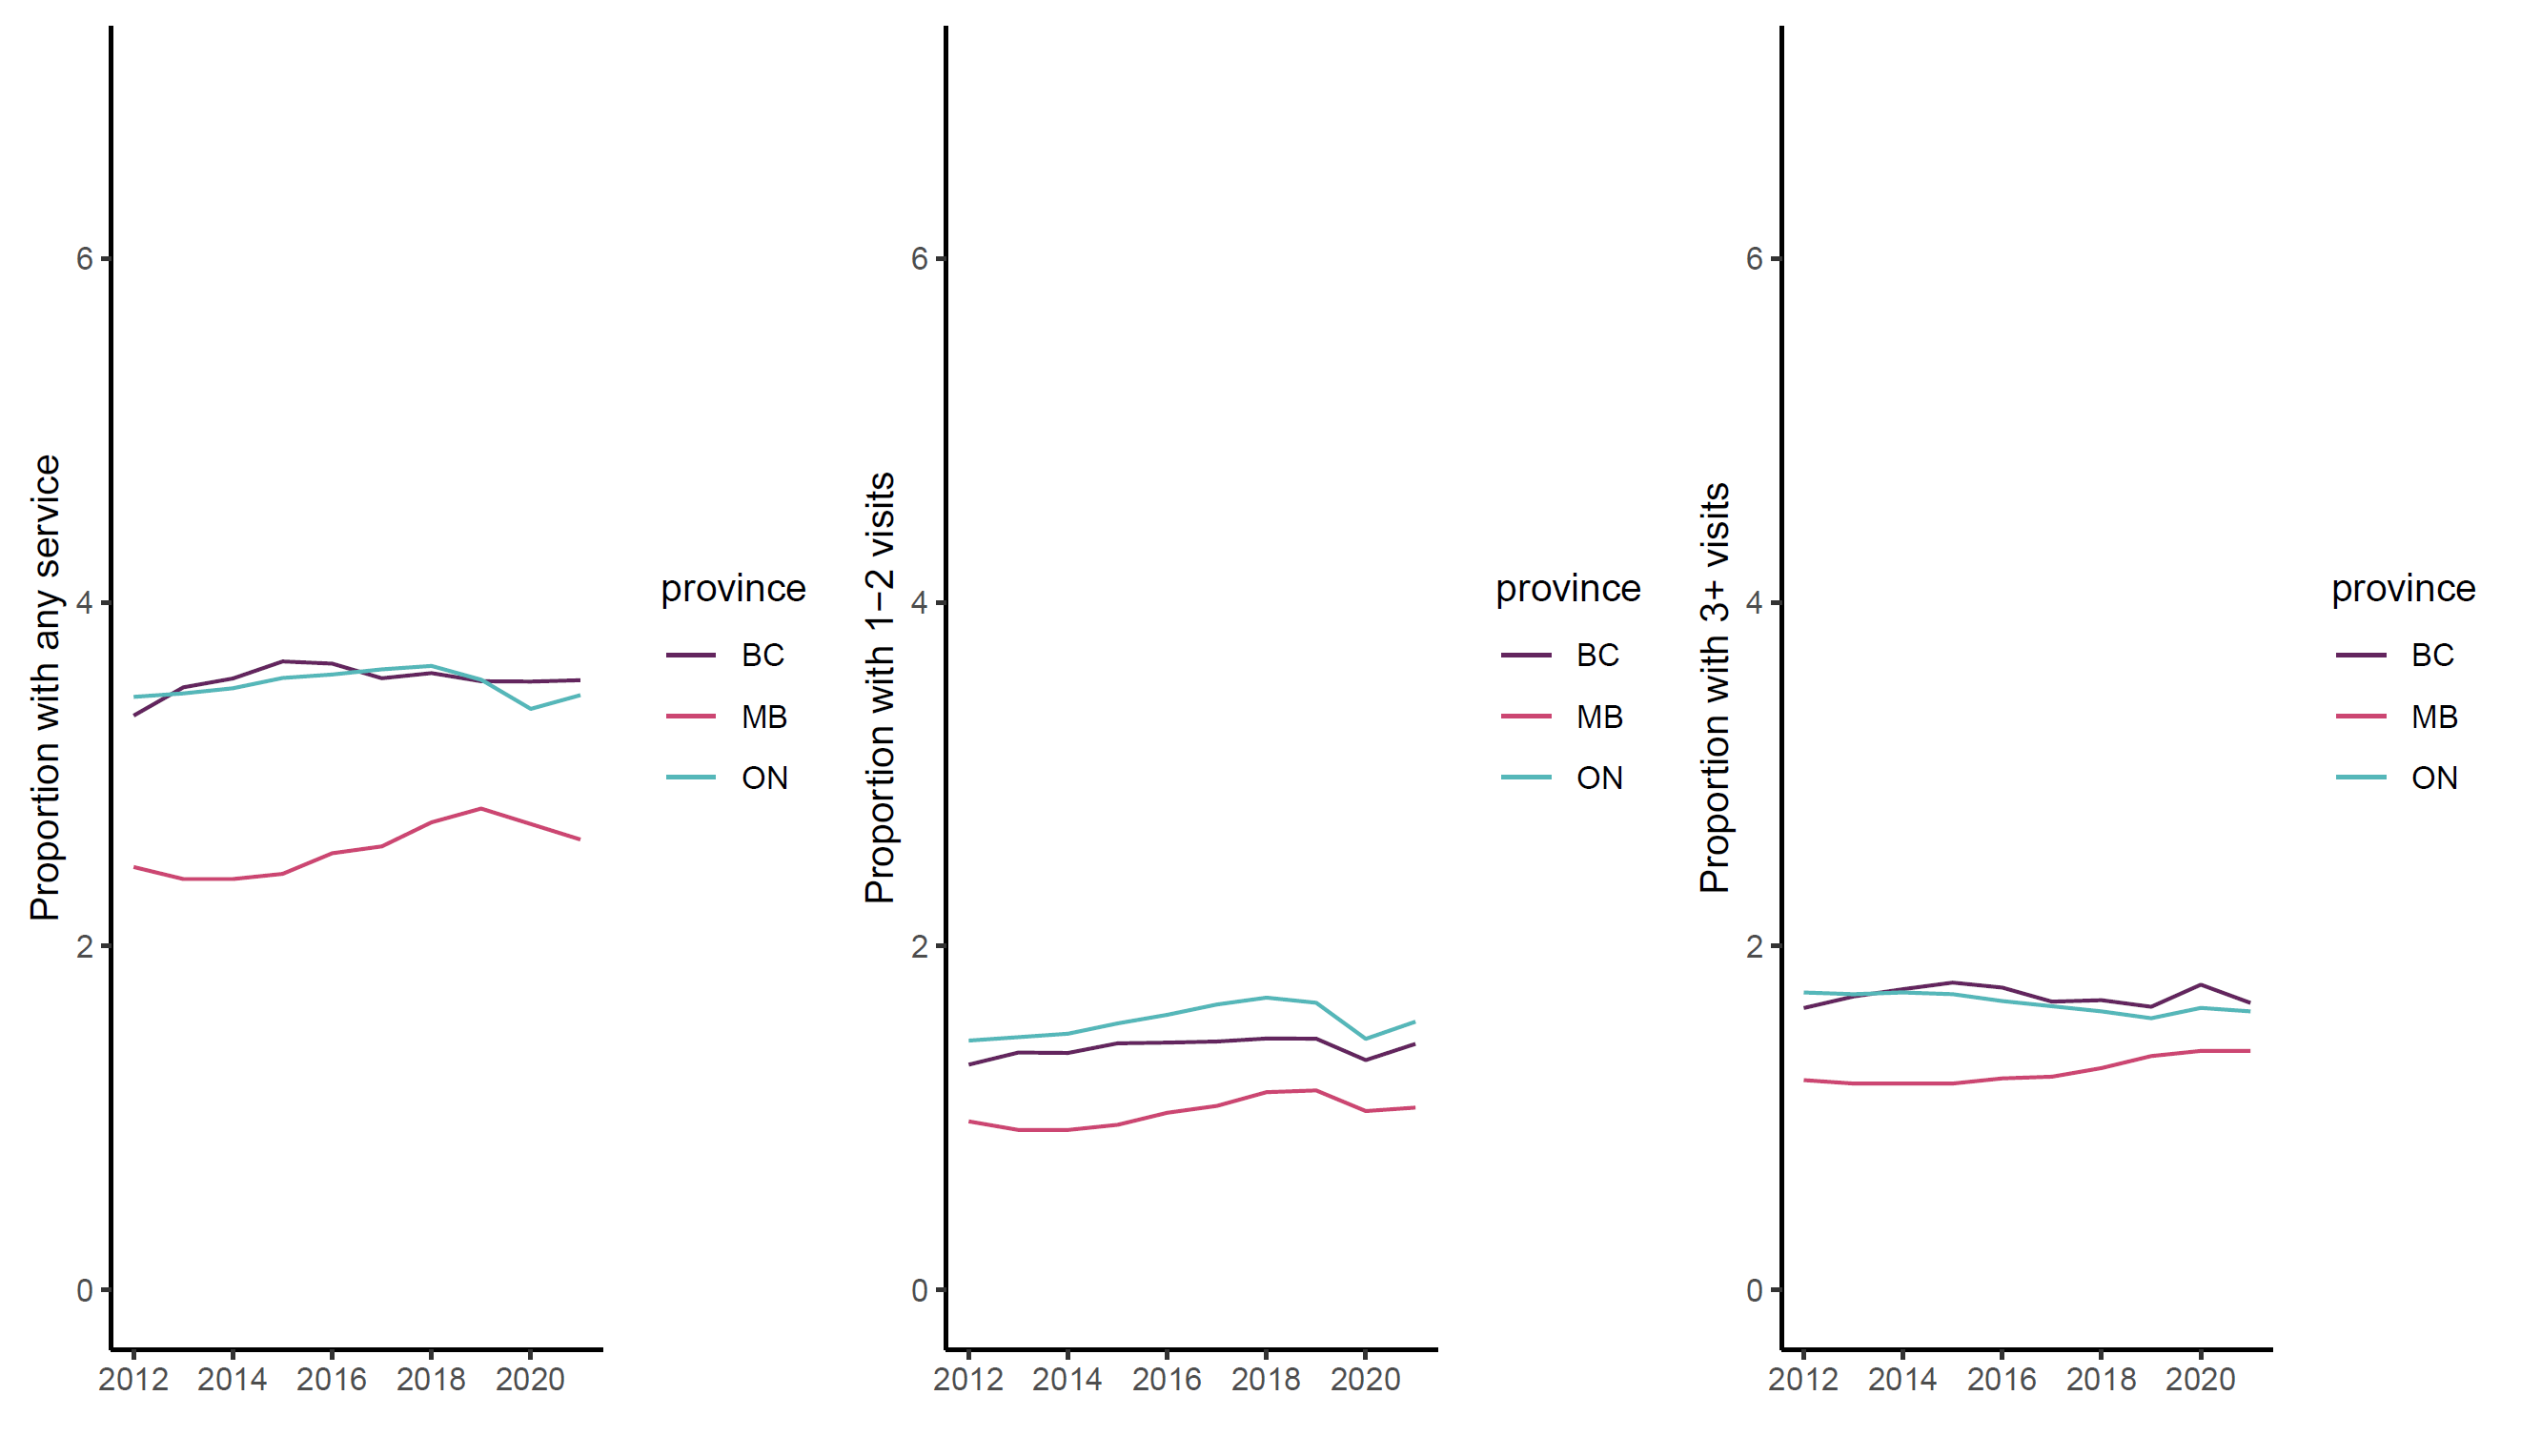 Proportion with any service
6
4
2
0
2012 2014 2016 2018 2020
province
BC
MB
ON
Proportion with 1−2 visits
6
4
2
0
2012 2014 2016 2018 2020
province
BC
MB
ON
Proportion with 3+ visits
6
4
2
0
2012 2014 2016 2018 2020
province
BC
MB
ON